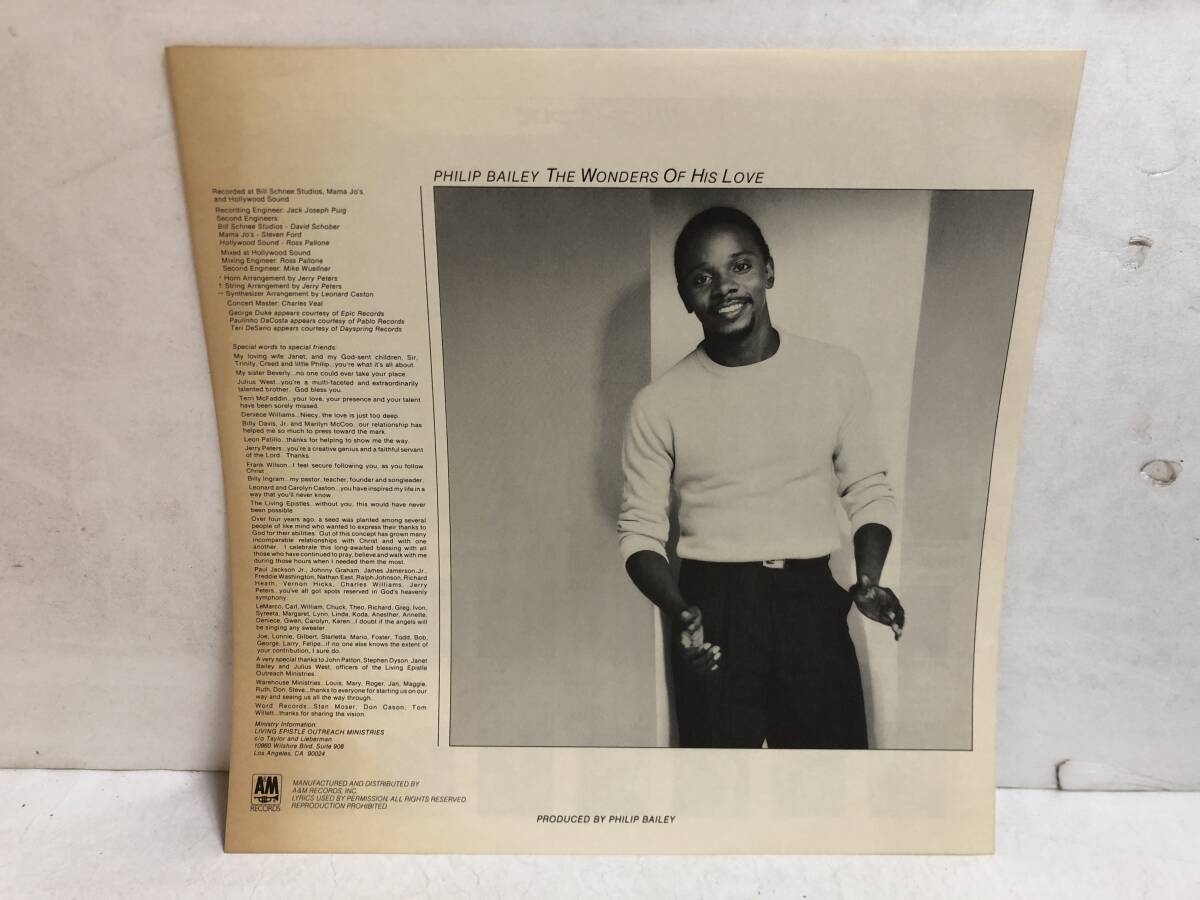 PHILIP BAILEY THE WONDERS OF HIS LOVE
Recorded at Bill Schnee Studios, Mama Jo's,
and Hollywood Sound
Recording Engineer: Jack Joseph Puig
Second Engineers:
Bill Schnee Studios - David Schober
Mama Jo's - Steven Ford
Hollywood Sound - Ross Pallone
Mixed at Hollywood Sound
Mixing Engineer: Ross Pallone
Second Engineer: Mike Wuellner
* Horn Arrangement by Jerry Peters
† String Arrangement by Jerry Peters
** Synthesizer Arrangement by Leonard Caston
Concert Master: Charles Veal
George Duke appears courtesy of Epic Records
Paulinho DaCosta appears courtesy of Pablo Records
Teri DeSario appears courtesy of Dayspring Records
Special words to special friends:
My loving wife Janet, and my God-sent children, Sir,
Trinity, Creed and little Philip...you're what it's all about.
My sister Beverly...no one could ever take your place.
Julius West...you're a multi-faceted and extraordinarily
talented brother. God bless you.
Terri McFaddin...your love, your presence and your talent
have been sorely missed.
Deniece Williams...Niecy, the love is just too deep.
Billy Davis, Jr. and Marilyn McCoo...our relationship has
helped me so much to press toward the mark.
Leon Patillo...thanks for helping to show me the way.
Jerry Peters...you're a creative genius and a faithful servant
of the Lord. Thanks.
Frank Wilson...I feel secure following you, as you follow
Christ.
Billy Ingram...my pastor, teacher, founder and songleader.
Leonard and Carolyn Caston...you have inspired my life in a
way that you'll never know.
The Living Epistles...without you, this would have never
been possible.
Over four years ago, a seed was planted among several
people of like mind who wanted to express their thanks to
God for their abilities. Out of this concept has grown many
incomparable relationships with Christ and with one
another. I celebrate this long-awaited blessing with all
those who have continued to pray, believe and walk with me
during those hours when I needed them the most.
Paul Jackson Jr., Johnny Graham, James Jamerson Jr.,
Freddie Washington, Nathan East, Ralph Johnson, Richard
Heath, Vernon Hicks, Charles Williams, Jerry
Peters...you've all got spots reserved in God's heavenly
symphony.
LeMarco, Carl, William, Chuck, Theo, Richard, Greg, Ivon,
Syreeta, Margaret, Lynn, Linda, Koda, Anesther, Annette,
Deniece, Gwen, Carolyn, Karen...I doubt if the angels will
be singing any sweeter.
Joe, Lonnie, Gilbert, Starletta, Mario, Foster, Todd, Bob,
George, Larry, Felipe...if no one else knows the extent of
your contribution, I sure do.
A very special thanks to John Patton, Stephen Dyson, Janet
Bailey and Julius West, officers of the Living Epistle
Outreach Ministries.
Warehouse Ministries...Louis, Mary, Roger, Jan, Maggie,
Ruth, Don, Steve...thanks to everyone for starting us on our
way and seeing us all the way through.
Word Records...Stan Moser, Don Cason, Tom
Willett...thanks for sharing the vision.
Ministry Information:
LIVING EPISTLE OUTREACH MINISTRIES
c/o Taylor and Lieberman
10960 Wilshire Blvd. Suite 908
Los Angeles, CA 90024
A&M
RECORDS
MANUFACTURED AND DISTRIBUTED BY
A&M RECORDS, INC.
LYRICS USED BY PERMISSION. ALL RIGHTS RESERVED.
REPRODUCTION PROHIBITED.
PRODUCED BY PHILIP BAILEY